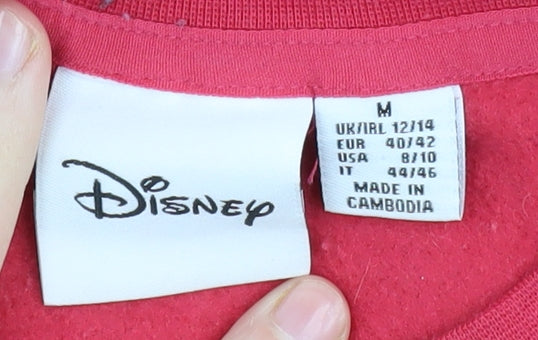 Disney
M
UK/IRL 12/14
EUR 40/42
USA 8/10
IT 44/46
MADE IN
CAMBODIA